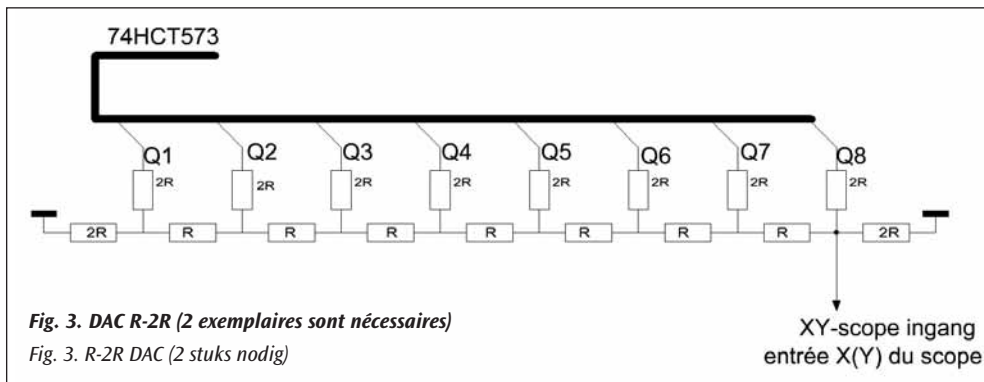 74HCT573
Q1 Q2 Q3 Q4 Q5 Q6 Q7 Q8
2R 2R 2R 2R 2R 2R 2R 2R
2R R R R R R R R 2R
XY-scope ingang
entrée X(Y) du scope
Fig. 3. DAC R-2R (2 exemplaires sont nécessaires)
Fig. 3. R-2R DAC (2 stuks nodig)